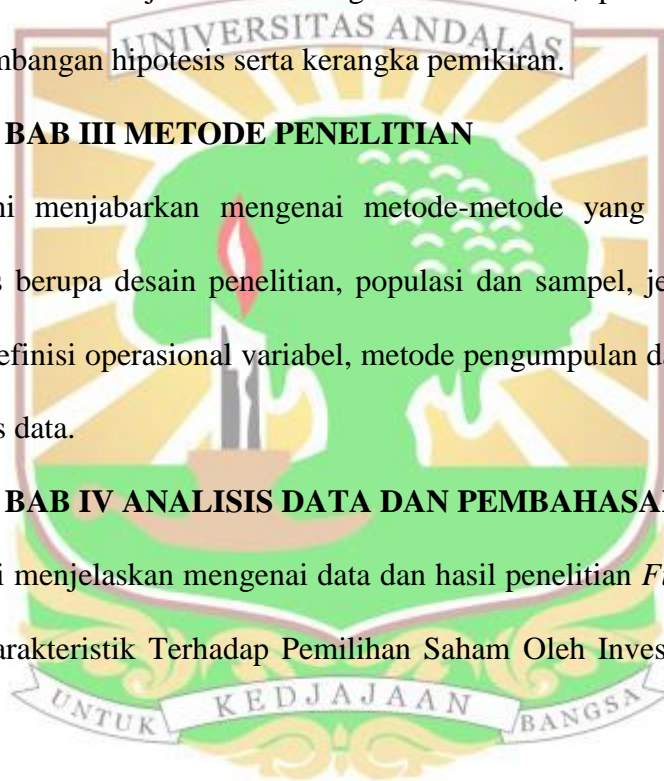 UNIVERSITAS ANDALAS
mbangan hipotesis serta kerangka pemikiran.
BAB III METODE PENELITIAN
ni menjabarkan mengenai metode-metode yang
s berupa desain penelitian, populasi dan sampel, je
efinisi operasional variabel, metode pengumpulan da
s data.
BAB IV ANALISIS DATA DAN PEMBAHASA
i menjelaskan mengenai data dan hasil penelitian
arakteristik Terhadap Pemilihan Saham Oleh Inves
UNTUK KEDJAJAAN BANGSA